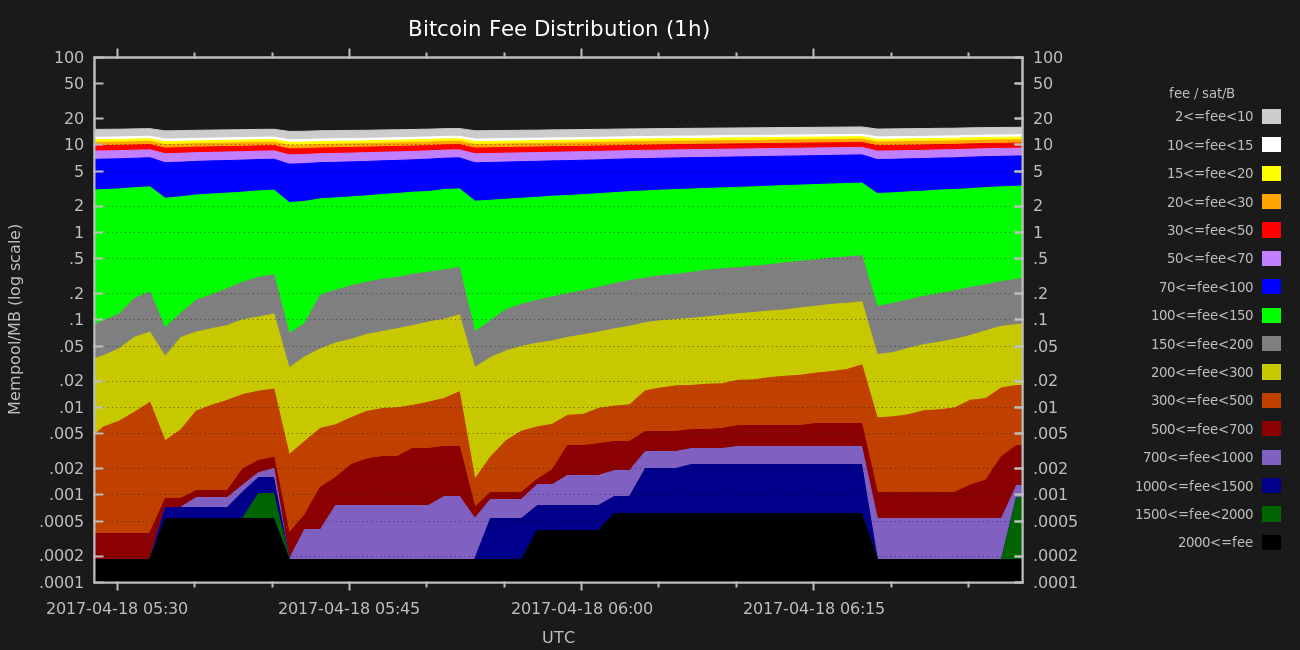 Bitcoin Fee Distribution (1h)
100
50
20
10
5
2
1
.5
.2
.1
.05
.02
.01
.005
.002
.001
.0005
.0002
.0001
Mempool/MB (log scale)
100
50
20
10
5
2
1
.5
.2
.1
.05
.02
.01
.005
.002
.001
.0005
.0002
.0001
2017-04-18 05:30
2017-04-18 05:45
2017-04-18 06:00
2017-04-18 06:15
UTC
fee / sat/B
2<=fee<10
10<=fee<15
15<=fee<20
20<=fee<30
30<=fee<50
50<=fee<70
70<=fee<100
100<=fee<150
150<=fee<200
200<=fee<300
300<=fee<500
500<=fee<700
700<=fee<1000
1000<=fee<1500
1500<=fee<2000
2000<=fee